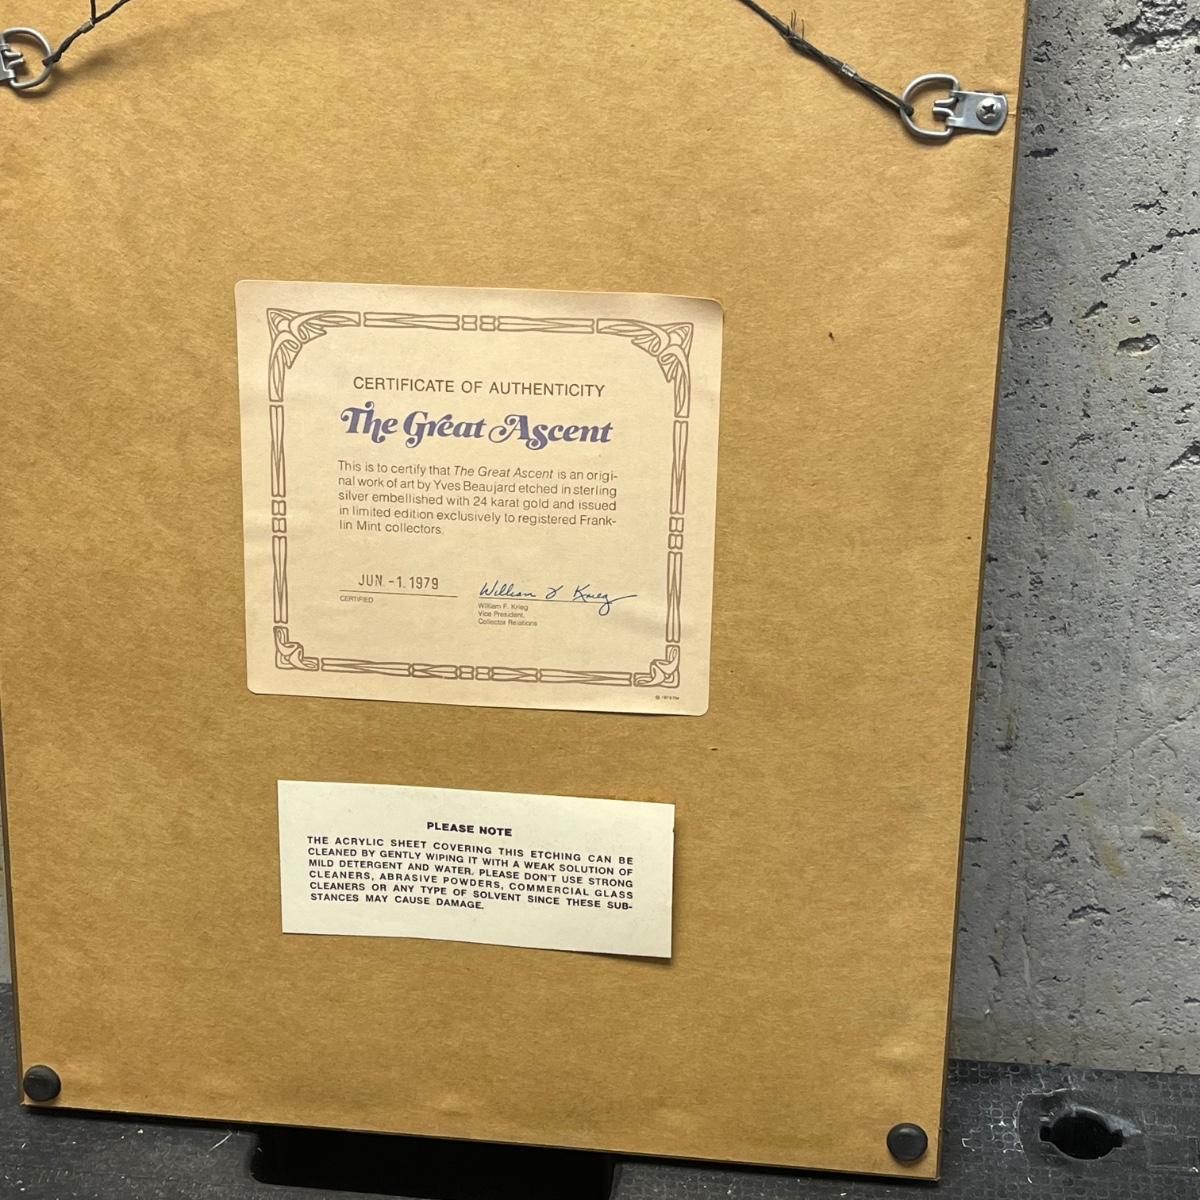 CERTIFICATE OF AUTHENTICITY
The Great Ascent
This is to certify that The Great Ascent is an origi-
nal work of art by Yves Beaujard etched in sterling
silver embellished with 24 karat gold and issued
in limited edition exclusively to registered Frank-
lin Mint collectors.
JUN -1. 1979
CERTIFIED
William F Krieg
William F. Krieg
Vice President,
Collector Relations
PLEASE NOTE
THE ACRYLIC SHEET COVERING THIS ETCHING CAN BE
CLEANED BY GENTLY WIPING IT WITH A WEAK SOLUTION OF
MILD DETERGENT AND WATER. PLEASE DON'T USE STRONG
CLEANERS, ABRASIVE POWDERS, COMMERCIAL GLASS
CLEANERS OR ANY TYPE OF SOLVENT SINCE THESE SUB-
STANCES MAY CAUSE DAMAGE.